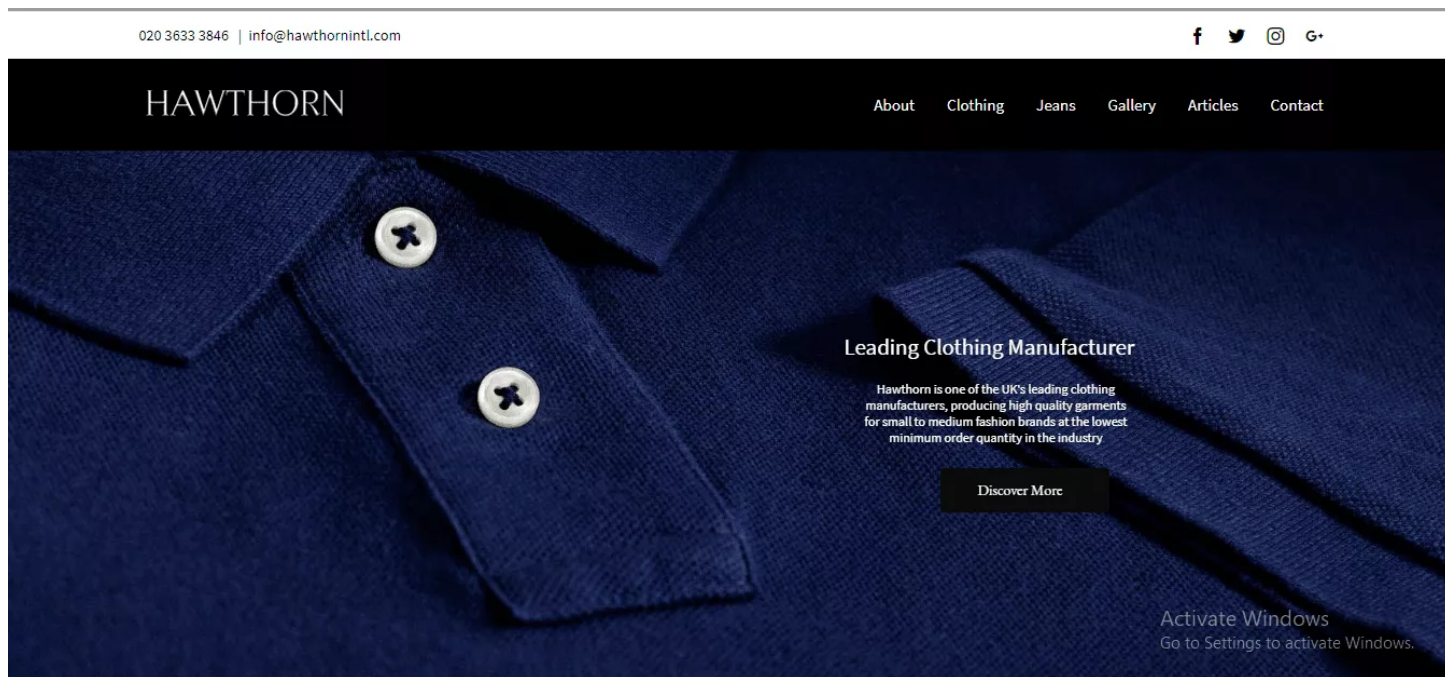 020 3633 3846 | info@hawthornintl.com
G+
HAWTHORN
About Clothing Jeans Gallery Articles Contact
Leading Clothing Manufacturer
Hawthorn is one of the UK's leading clothing
manufacturers, producing high quality garments
for small to medium fashion brands at the lowest
minimum order quantity in the industry
Discover More
Activate Windows
Go to Settings to activate Windows.